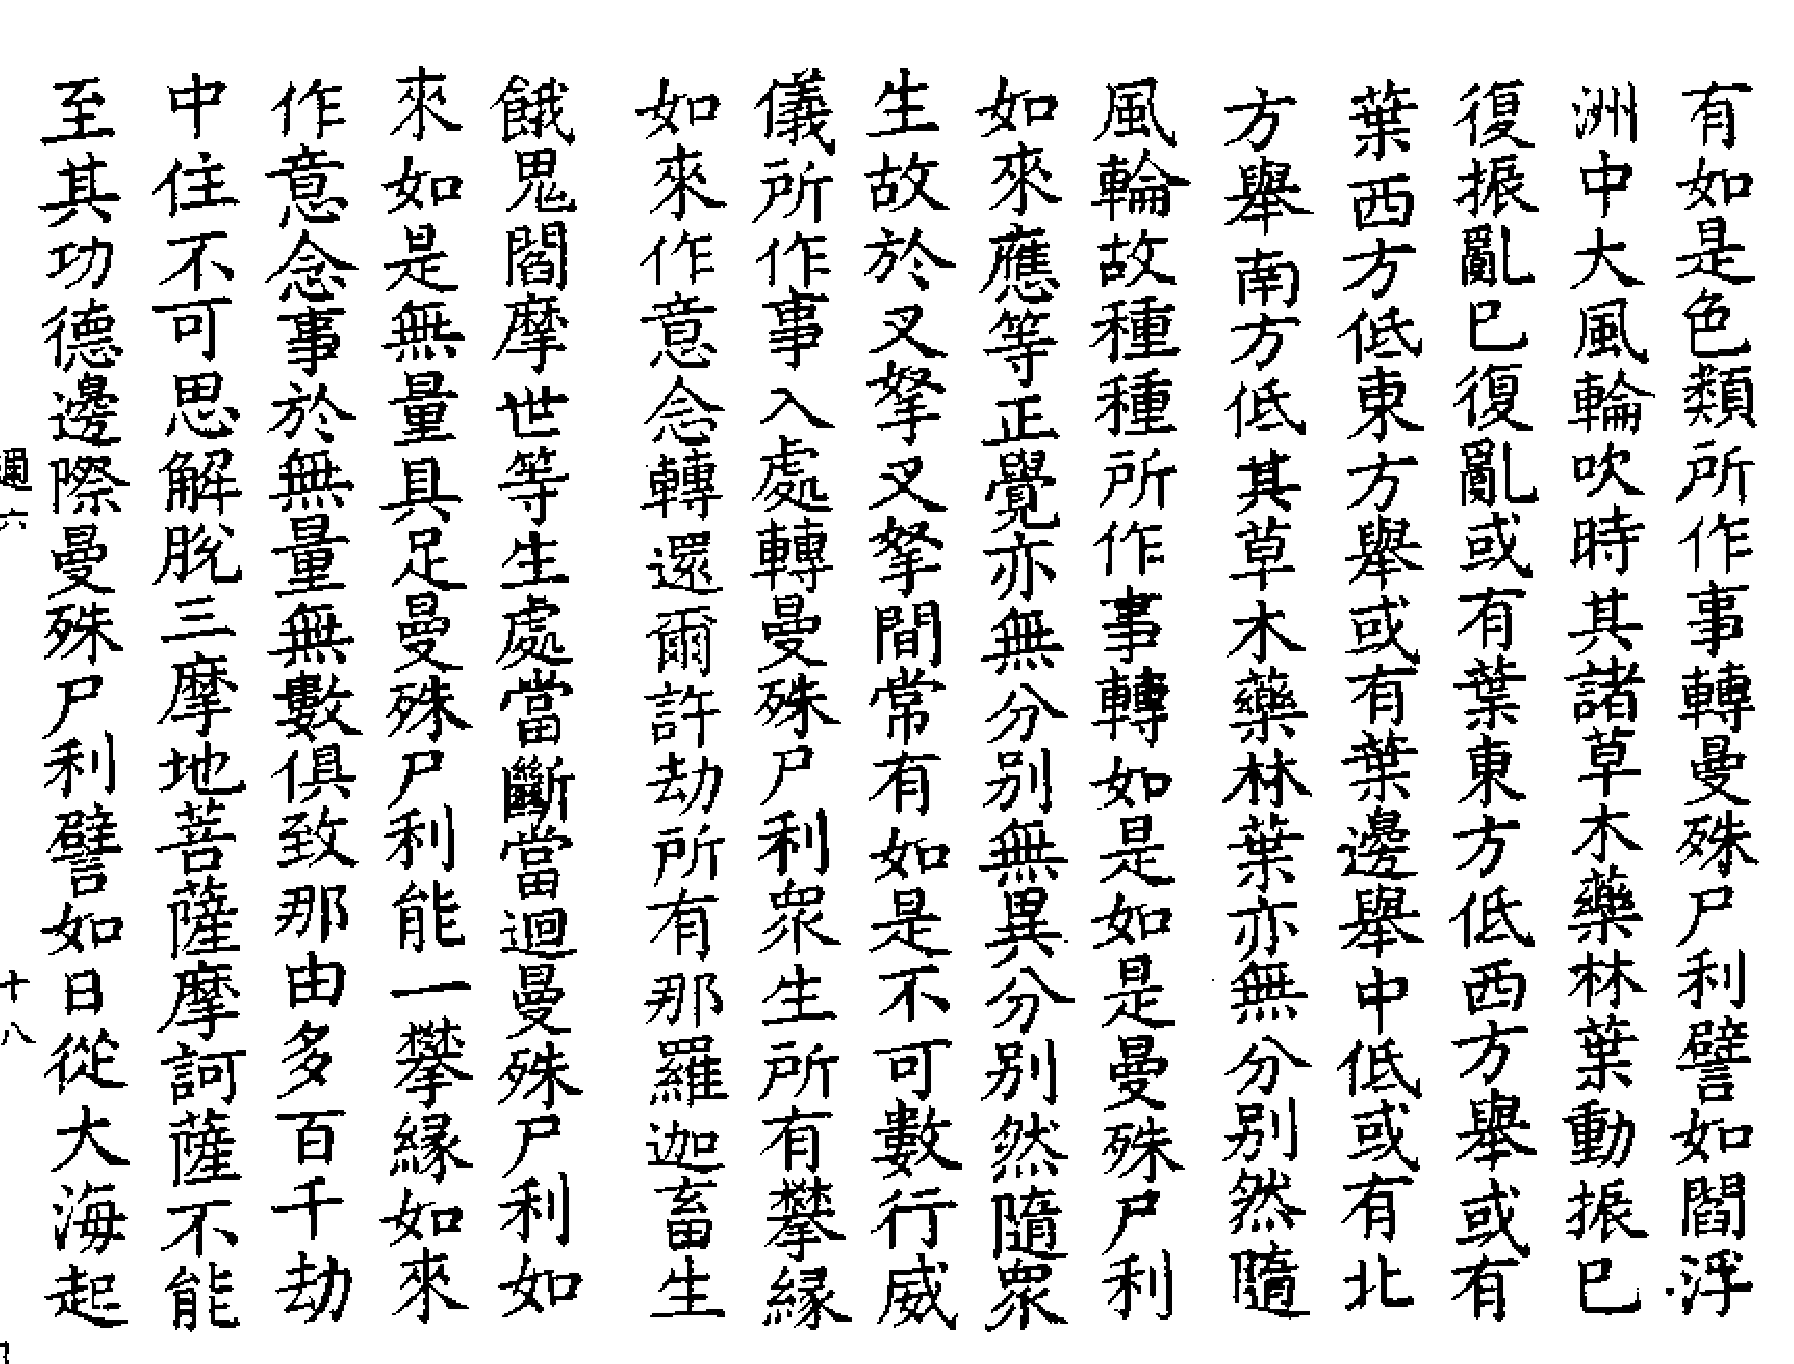 有如是色類所作事轉曼殊尸利譬如閻浮
洲中大風輪吹時其諸草木藥林葉動振已
復振亂已復亂或有葉東方低西方舉或有
葉西方低東方舉或有葉邊舉中低或有北
方舉南方低其草木藥林葉亦無分别然隨
風輪故種種所作事轉如是如是曼殊尸利
如來應等正覺亦無分别無異分别然隨眾
生故於叉拏叉拏間常有如是不可數行威
儀所作事入處轉曼殊尸利眾生所有攀緣
如來作意念轉還爾許劫所有那羅迦畜生
餓鬼閻摩世等生處當斷當迴曼殊尸利如
來如是無量具足曼殊尸利能一攀緣如來
作意念事於無量無數俱致那由多百千劫
中住不可思解脫三摩地菩薩摩訶薩不能
至其功德邊際曼殊尸利譬如日從大海起
六
十八